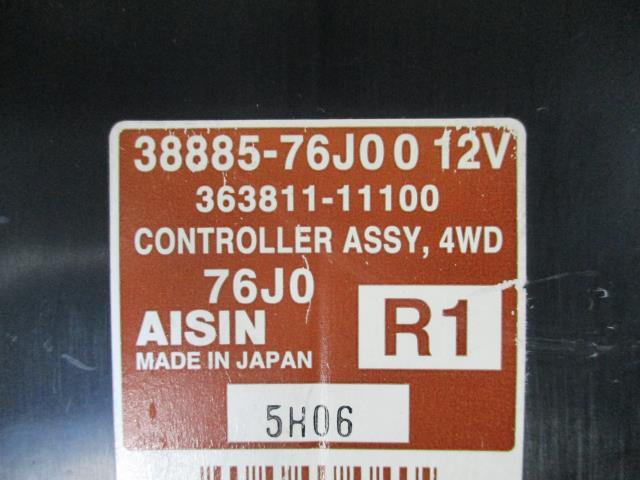 38885-76J0 0 12V
363811-11100
CONTROLLER ASSY, 4WD
76J0
AISIN
R1
MADE IN JAPAN
5H06